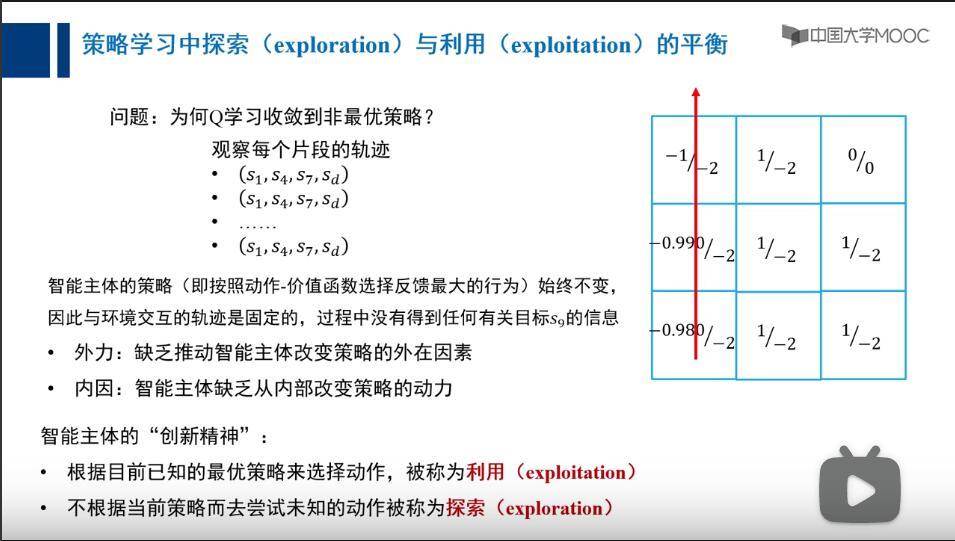 策略学习中探索（exploration）与利用（exploitation）的平衡
中国大学MOOC
问题：为何Q学习收敛到非最优策略？
观察每个片段的轨迹
• (s₁, s₄, s₇, s_d)
• (s₁, s₄, s₇, s_d)
• ……
• (s₁, s₄, s₇, s_d)
智能主体的策略（即按照动作-价值函数选择反馈最大的行为）始终不变，
因此与环境交互的轨迹是固定的，过程中没有得到任何有关目标s₉的信息
• 外力：缺乏推动智能主体改变策略的外在因素
• 内因：智能主体缺乏从内部改变策略的动力
智能主体的“创新精神”：
• 根据目前已知的最优策略来选择动作，被称为利用（exploitation）
• 不根据当前策略而去尝试未知的动作被称为探索（exploration）
−1/−2 1/−2 0/0
−0.990/−2 1/−2 1/−2
−0.980/−2 1/−2 1/−2